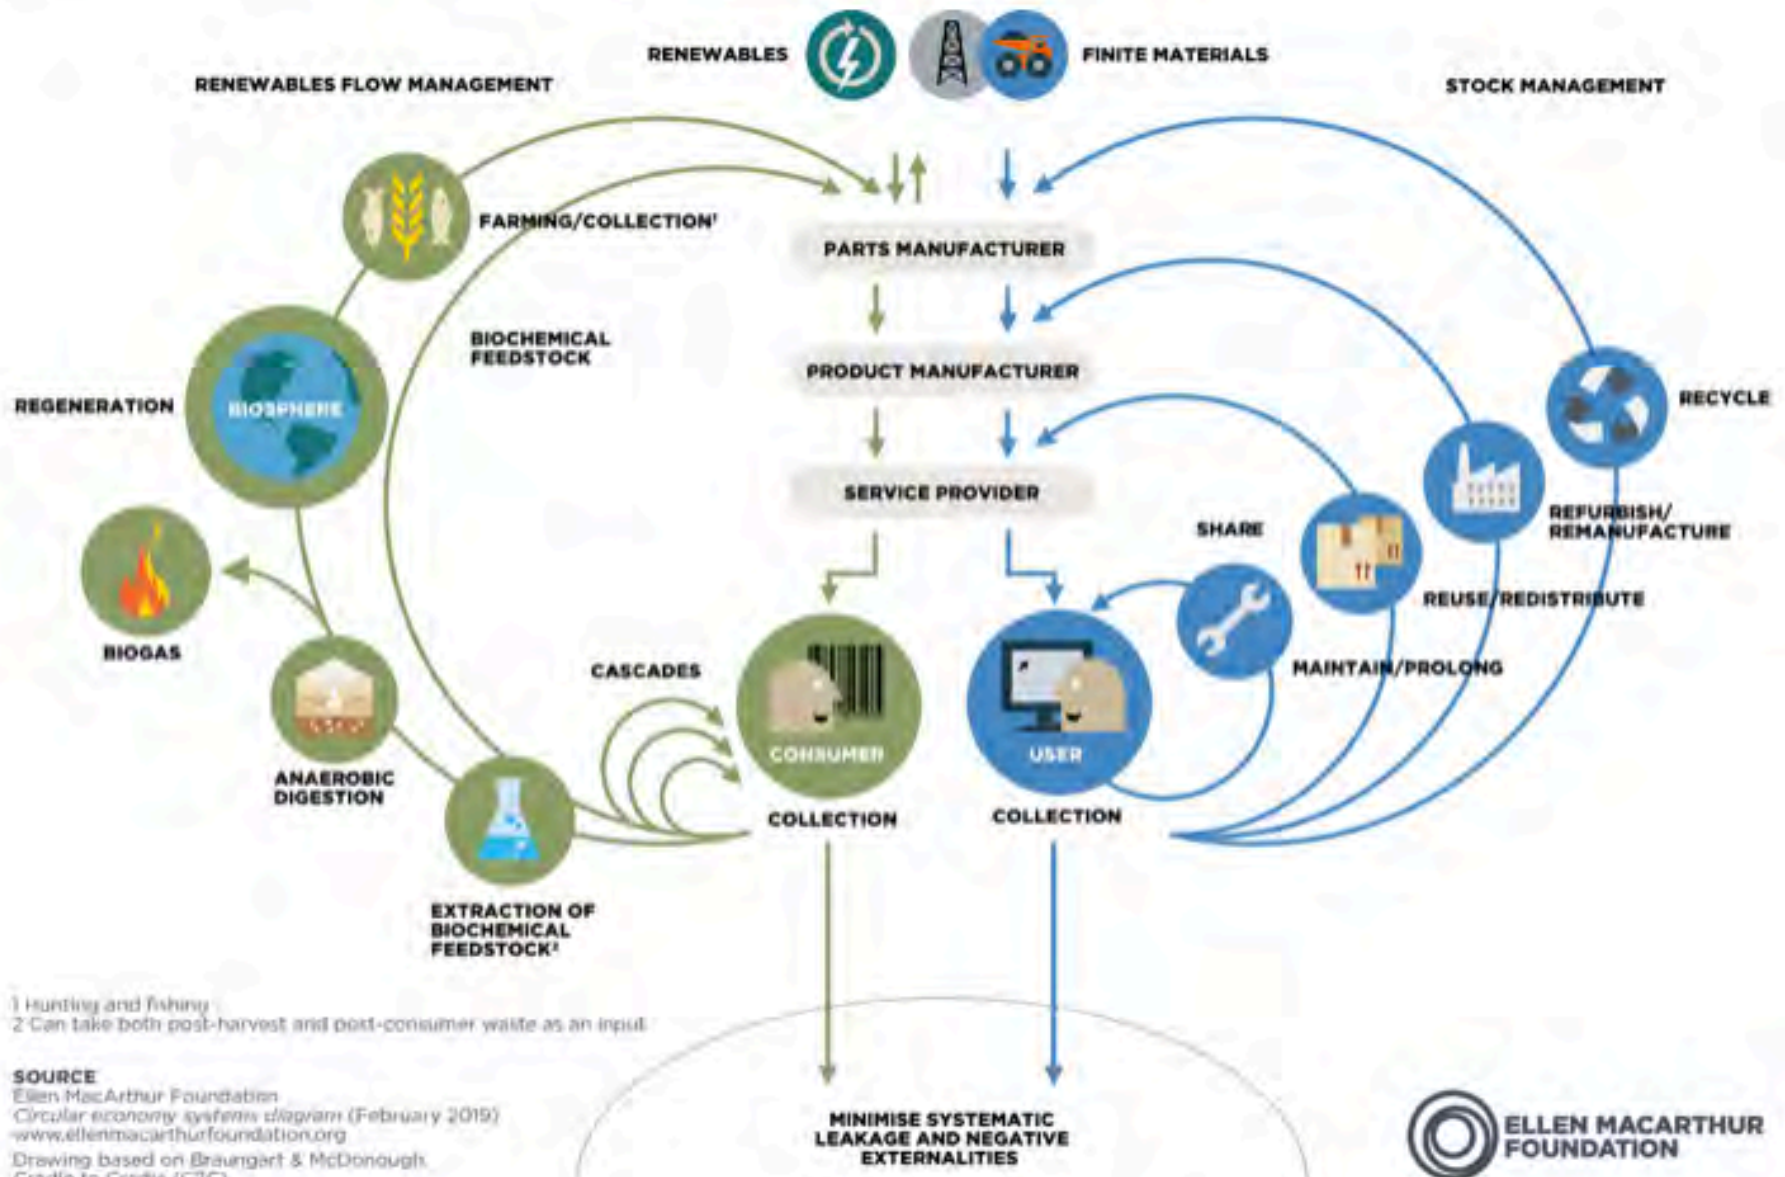 RENEWABLES
FINITE MATERIALS
RENEWABLES FLOW MANAGEMENT
STOCK MANAGEMENT
FARMING/COLLECTION¹
PARTS MANUFACTURER
BIOCHEMICAL
FEEDSTOCK
PRODUCT MANUFACTURER
REGENERATION
BIOSPHERE
RECYCLE
SERVICE PROVIDER
SHARE
REFURBISH/
REMANUFACTURE
REUSE/REDISTRIBUTE
BIOGAS
CASCADES
MAINTAIN/PROLONG
CONSUMER
USER
ANAEROBIC
DIGESTION
COLLECTION
COLLECTION
EXTRACTION OF
BIOCHEMICAL
FEEDSTOCK²
1 Hunting and fishing
2 Can take both post-harvest and post-consumer waste as an input
SOURCE
Ellen MacArthur Foundation
Circular economy systems diagram (February 2019)
www.ellenmacarthurfoundation.org
Drawing based on Braungart & McDonough,
Cradle to Cradle (C2C)
MINIMISE SYSTEMATIC
LEAKAGE AND NEGATIVE
EXTERNALITIES
ELLEN MACARTHUR
FOUNDATION